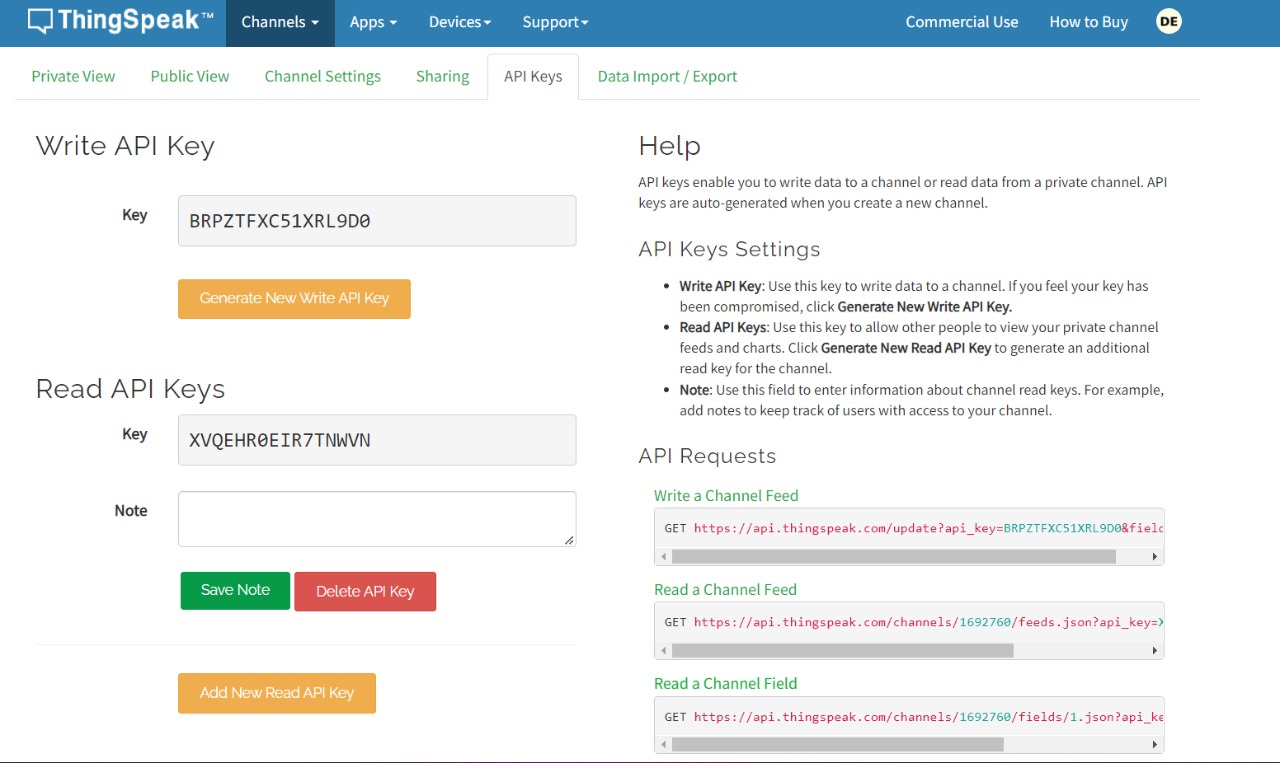 ThingSpeak™ Channels Apps Devices Support Commercial Use How to Buy DE
Private View Public View Channel Settings Sharing API Keys Data Import / Export
Write API Key
Key BRPZTFXC51XRL9D0
Generate New Write API Key
Read API Keys
Key XVQEHR0EIR7TNWVN
Note
Save Note Delete API Key
Add New Read API Key
Help
API keys enable you to write data to a channel or read data from a private channel. API
keys are auto-generated when you create a new channel.
API Keys Settings
• Write API Key: Use this key to write data to a channel. If you feel your key has
been compromised, click Generate New Write API Key.
• Read API Keys: Use this key to allow other people to view your private channel
feeds and charts. Click Generate New Read API Key to generate an additional
read key for the channel.
• Note: Use this field to enter information about channel read keys. For example,
add notes to keep track of users with access to your channel.
API Requests
Write a Channel Feed
GET https://api.thingspeak.com/update?api_key=BRPZTFXC51XRL9D0&field
Read a Channel Feed
GET https://api.thingspeak.com/channels/1692760/feeds.json?api_key=X
Read a Channel Field
GET https://api.thingspeak.com/channels/1692760/fields/1.json?api_ke